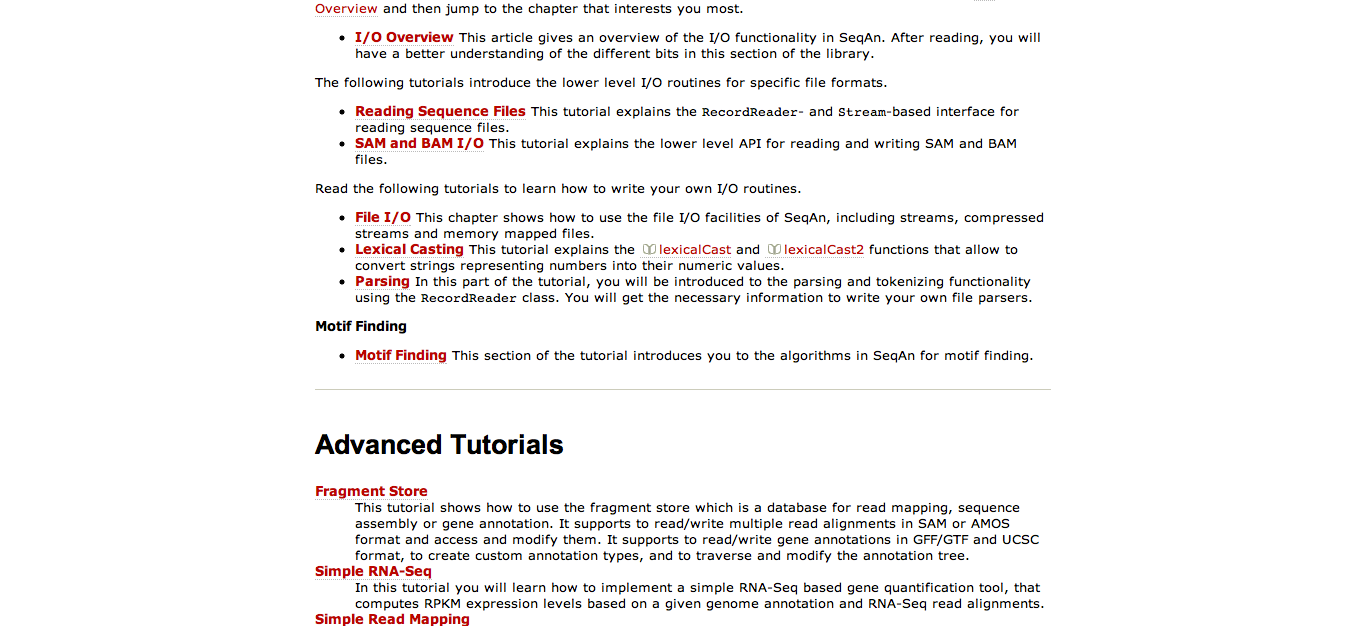 Overview and then jump to the chapter that interests you most.
I/O Overview This article gives an overview of the I/O functionality in SeqAn. After reading, you will
have a better understanding of the different bits in this section of the library.
The following tutorials introduce the lower level I/O routines for specific file formats.
Reading Sequence Files This tutorial explains the RecordReader- and Stream-based interface for
reading sequence files.
SAM and BAM I/O This tutorial explains the lower level API for reading and writing SAM and BAM
files.
Read the following tutorials to learn how to write your own I/O routines.
File I/O This chapter shows how to use the file I/O facilities of SeqAn, including streams, compressed
streams and memory mapped files.
Lexical Casting This tutorial explains the lexicalCast and lexicalCast2 functions that allow to
convert strings representing numbers into their numeric values.
Parsing In this part of the tutorial, you will be introduced to the parsing and tokenizing functionality
using the RecordReader class. You will get the necessary information to write your own file parsers.
Motif Finding
Motif Finding This section of the tutorial introduces you to the algorithms in SeqAn for motif finding.
Advanced Tutorials
Fragment Store
This tutorial shows how to use the fragment store which is a database for read mapping, sequence
assembly or gene annotation. It supports to read/write multiple read alignments in SAM or AMOS
format and access and modify them. It supports to read/write gene annotations in GFF/GTF and UCSC
format, to create custom annotation types, and to traverse and modify the annotation tree.
Simple RNA-Seq
In this tutorial you will learn how to implement a simple RNA-Seq based gene quantification tool, that
computes RPKM expression levels based on a given genome annotation and RNA-Seq read alignments.
Simple Read Mapping